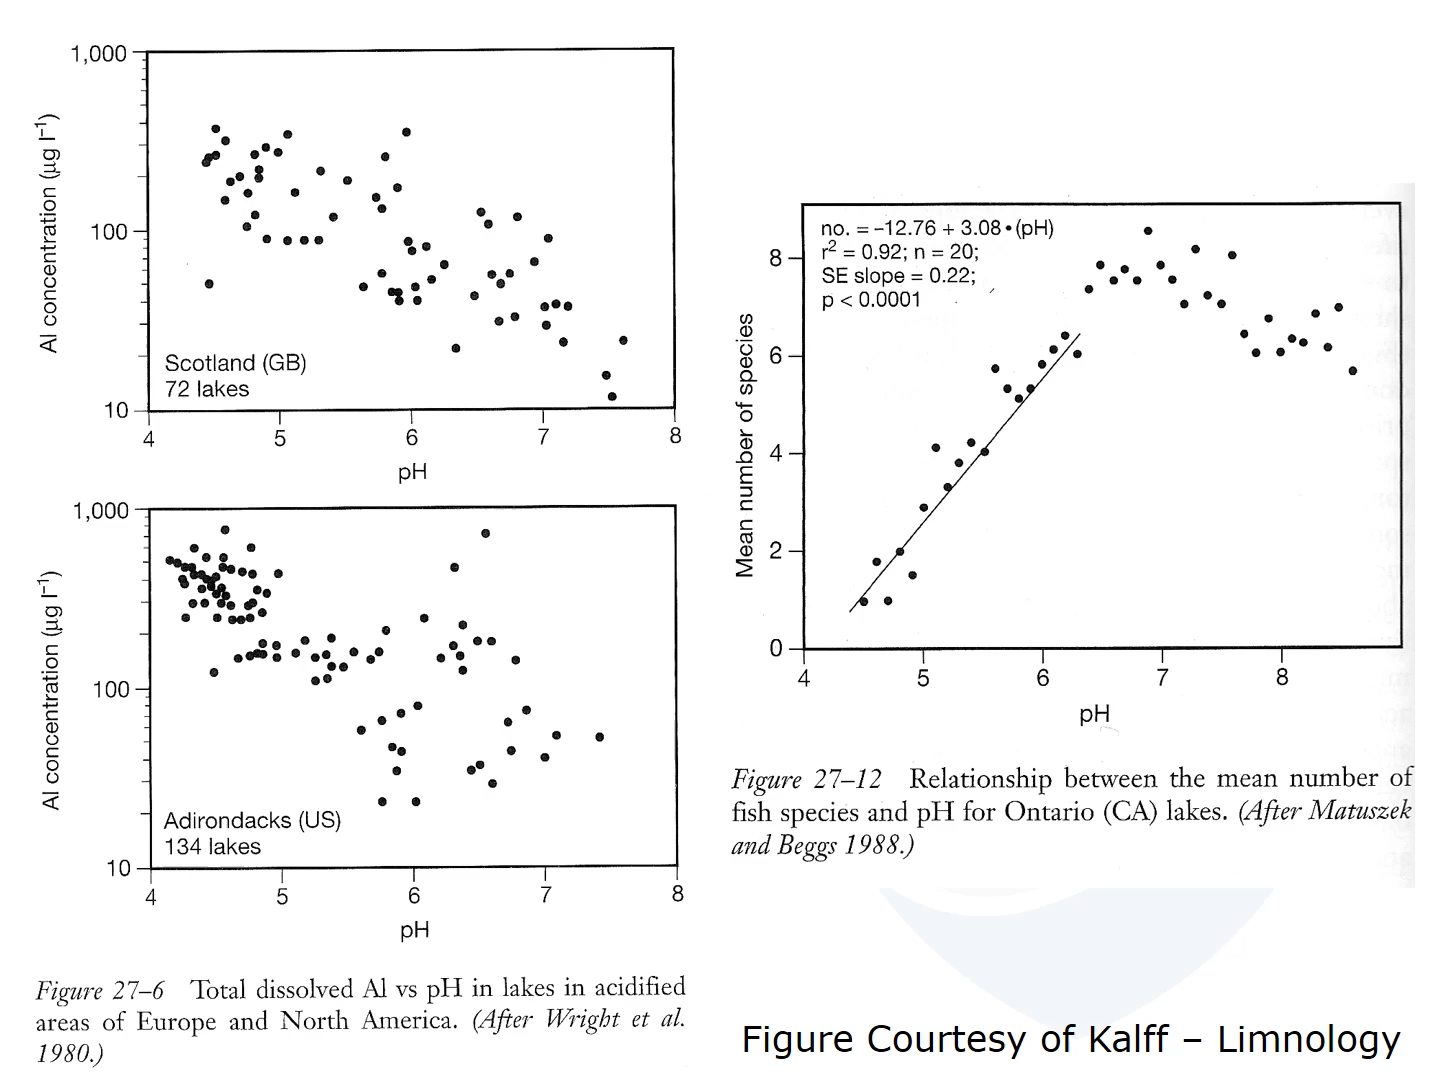 1,000
100
10
Al concentration (µg l⁻¹)
Scotland (GB)
72 lakes
4 5 6 7 8
pH
1,000
100
10
Al concentration (µg l⁻¹)
Adirondacks (US)
134 lakes
4 5 6 7 8
pH
Figure 27–6 Total dissolved Al vs pH in lakes in acidified
areas of Europe and North America. (After Wright et al.
1980.)
no. = –12.76 + 3.08 • (pH)
r² = 0.92; n = 20;
SE slope = 0.22;
p < 0.0001
8
6
4
2
0
Mean number of species
4 5 6 7 8
pH
Figure 27–12 Relationship between the mean number of
fish species and pH for Ontario (CA) lakes. (After Matuszek
and Beggs 1988.)
Figure Courtesy of Kalff – Limnology